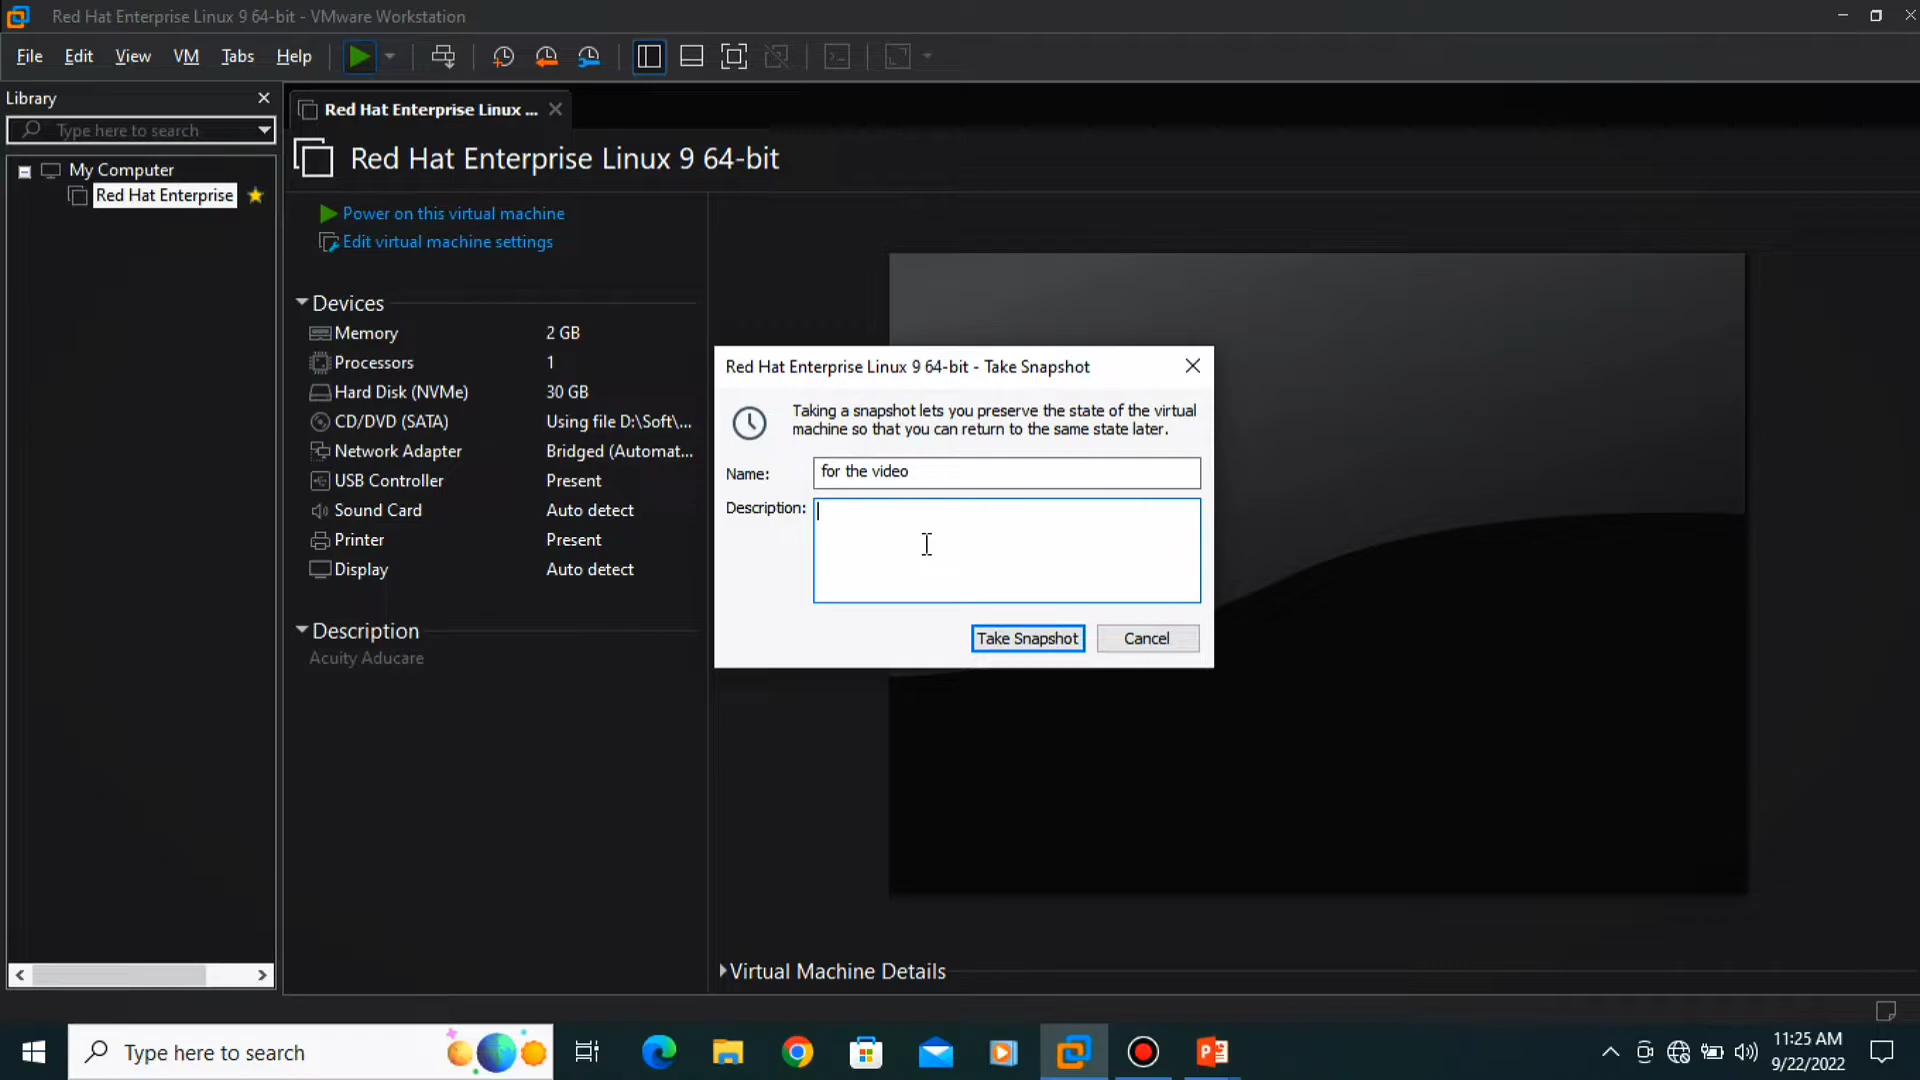 Red Hat Enterprise Linux 9 64-bit - VMware Workstation
File Edit View VM Tabs Help
Library
Type here to search
My Computer
Red Hat Enterprise
Red Hat Enterprise Linux ...
Red Hat Enterprise Linux 9 64-bit
Power on this virtual machine
Edit virtual machine settings
Devices
Memory 2 GB
Processors 1
Hard Disk (NVMe) 30 GB
CD/DVD (SATA) Using file D:\Soft\...
Network Adapter Bridged (Automat...
USB Controller Present
Sound Card Auto detect
Printer Present
Display Auto detect
Description
Acuity Aducare
Red Hat Enterprise Linux 9 64-bit - Take Snapshot
Taking a snapshot lets you preserve the state of the virtual
machine so that you can return to the same state later.
Name: for the video
Description:
Take Snapshot Cancel
Virtual Machine Details
Type here to search
11:25 AM
9/22/2022